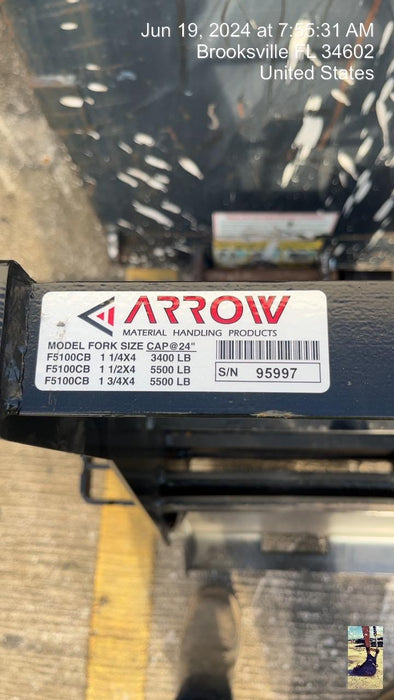 Jun 19, 2024 at 7:55:31 AM
Brooksville FL 34602
United States
ARROW
MATERIAL HANDLING PRODUCTS
MODEL FORK SIZE CAP@24"
F5100CB 1 1/4X4 3400 LB
F5100CB 1 1/2X4 5500 LB
F5100CB 1 3/4X4 5500 LB
S/N 95997